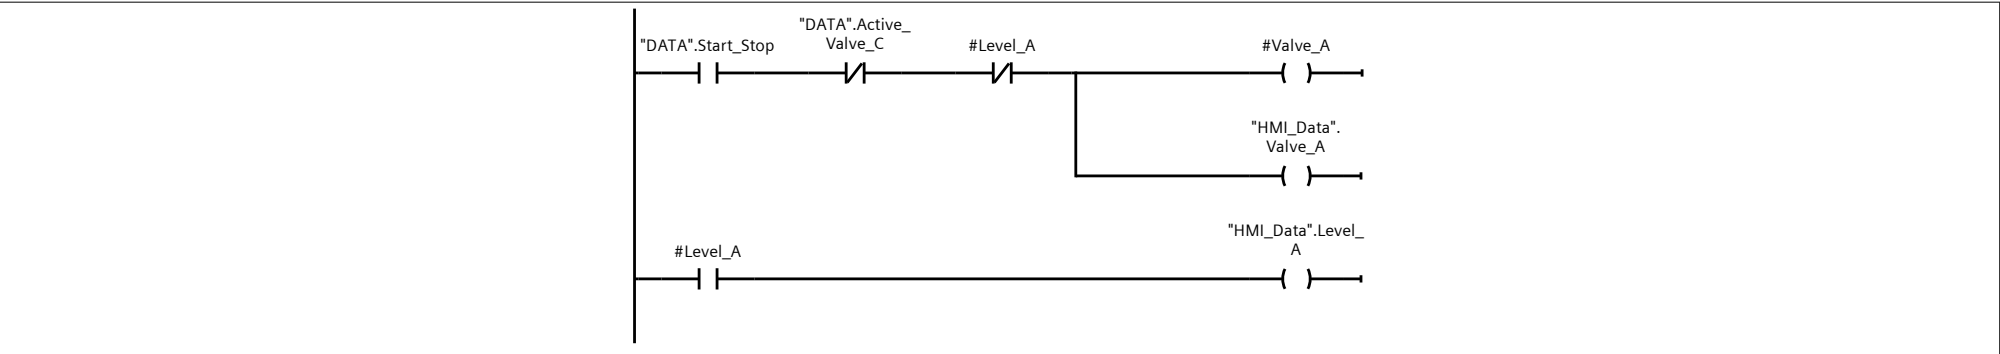 "DATA".Active_
"DATA".Start_Stop
Valve_C
#Level_A
#Valve_A
"HMI_Data".
Valve_A
"HMI_Data".Level_
A
#Level_A